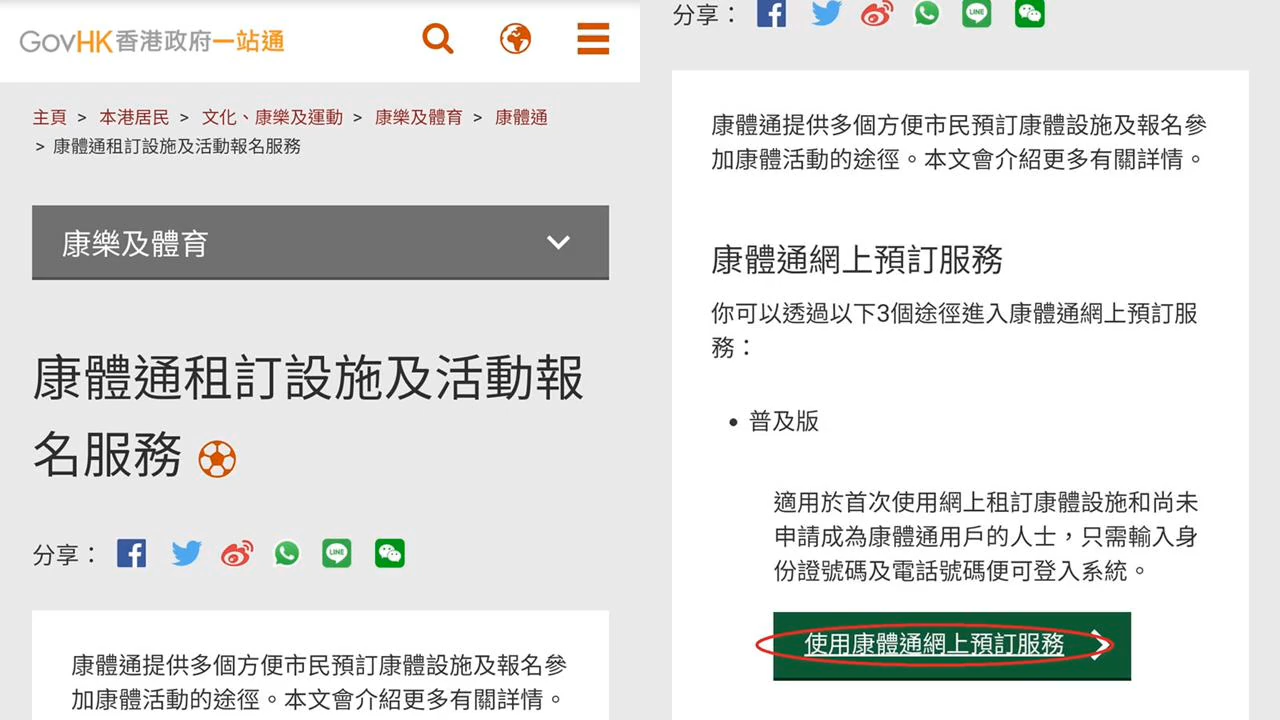 GovHK香港政府一站通
主頁 > 本港居民 > 文化、康樂及運動 > 康樂及體育 > 康體通
> 康體通租訂設施及活動報名服務
康樂及體育
康體通租訂設施及活動報
名服務
分享：
LINE
康體通提供多個方便市民預訂康體設施及報名參
加康體活動的途徑。本文會介紹更多有關詳情。
分享：
LINE
康體通提供多個方便市民預訂康體設施及報名參
加康體活動的途徑。本文會介紹更多有關詳情。
康體通網上預訂服務
你可以透過以下3個途徑進入康體通網上預訂服
務：
• 普及版
適用於首次使用網上租訂康體設施和尚未
申請成為康體通用戶的人士，只需輸入身
份證號碼及電話號碼便可登入系統。
使用康體通網上預訂服務